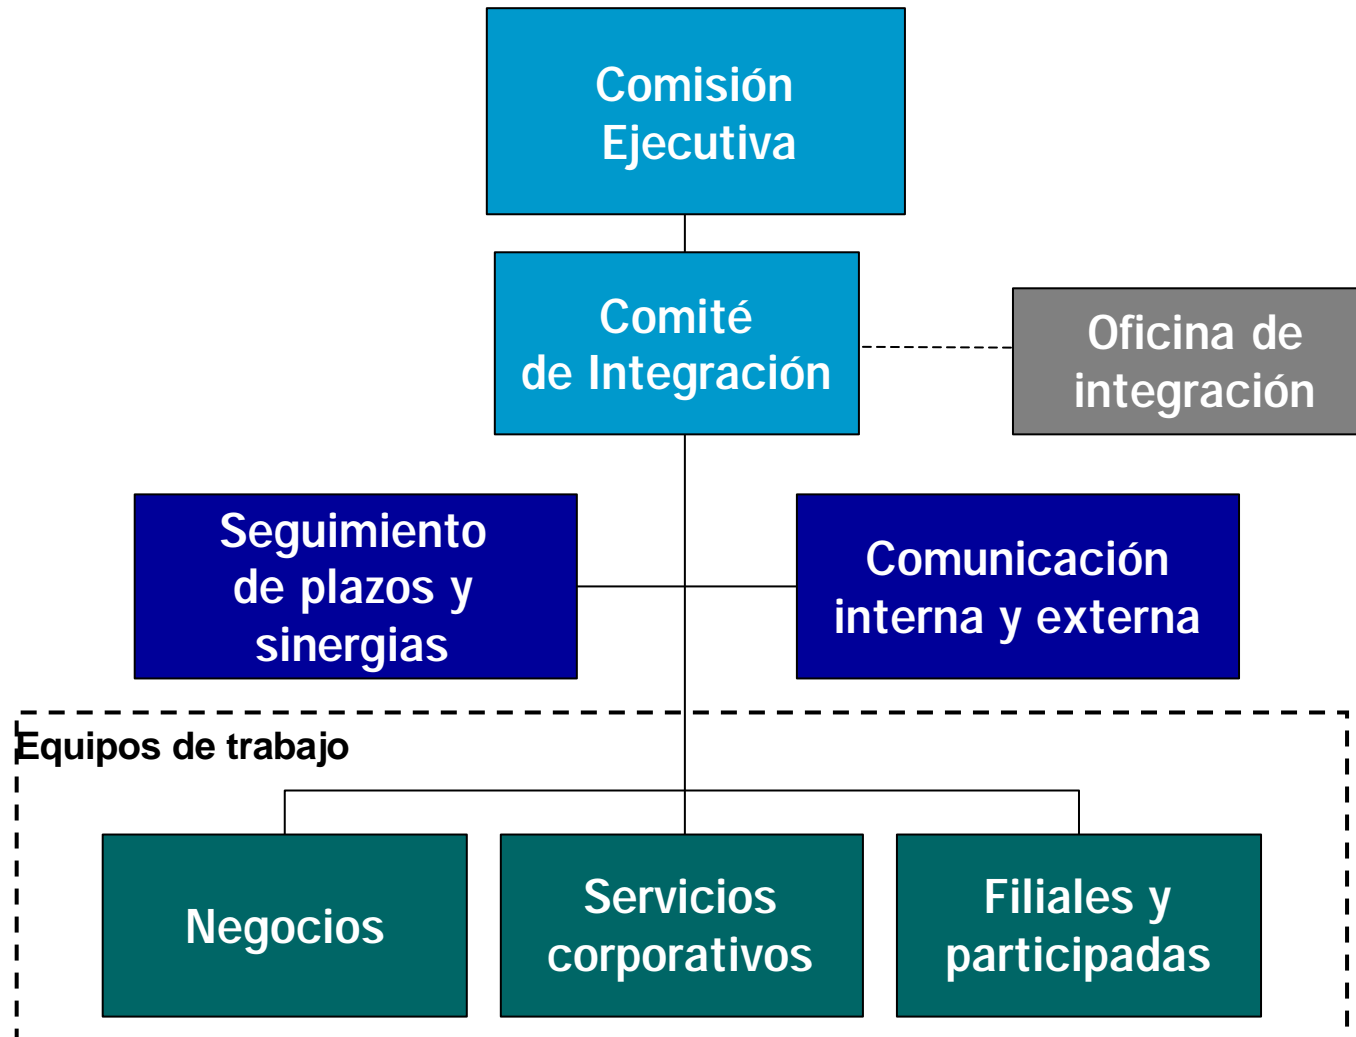 Comisión
Ejecutiva
Comité
de Integración
Oficina de
integración
Seguimiento
de plazos y
sinergias
Comunicación
interna y externa
Equipos de trabajo
Negocios
Servicios
corporativos
Filiales y
participadas